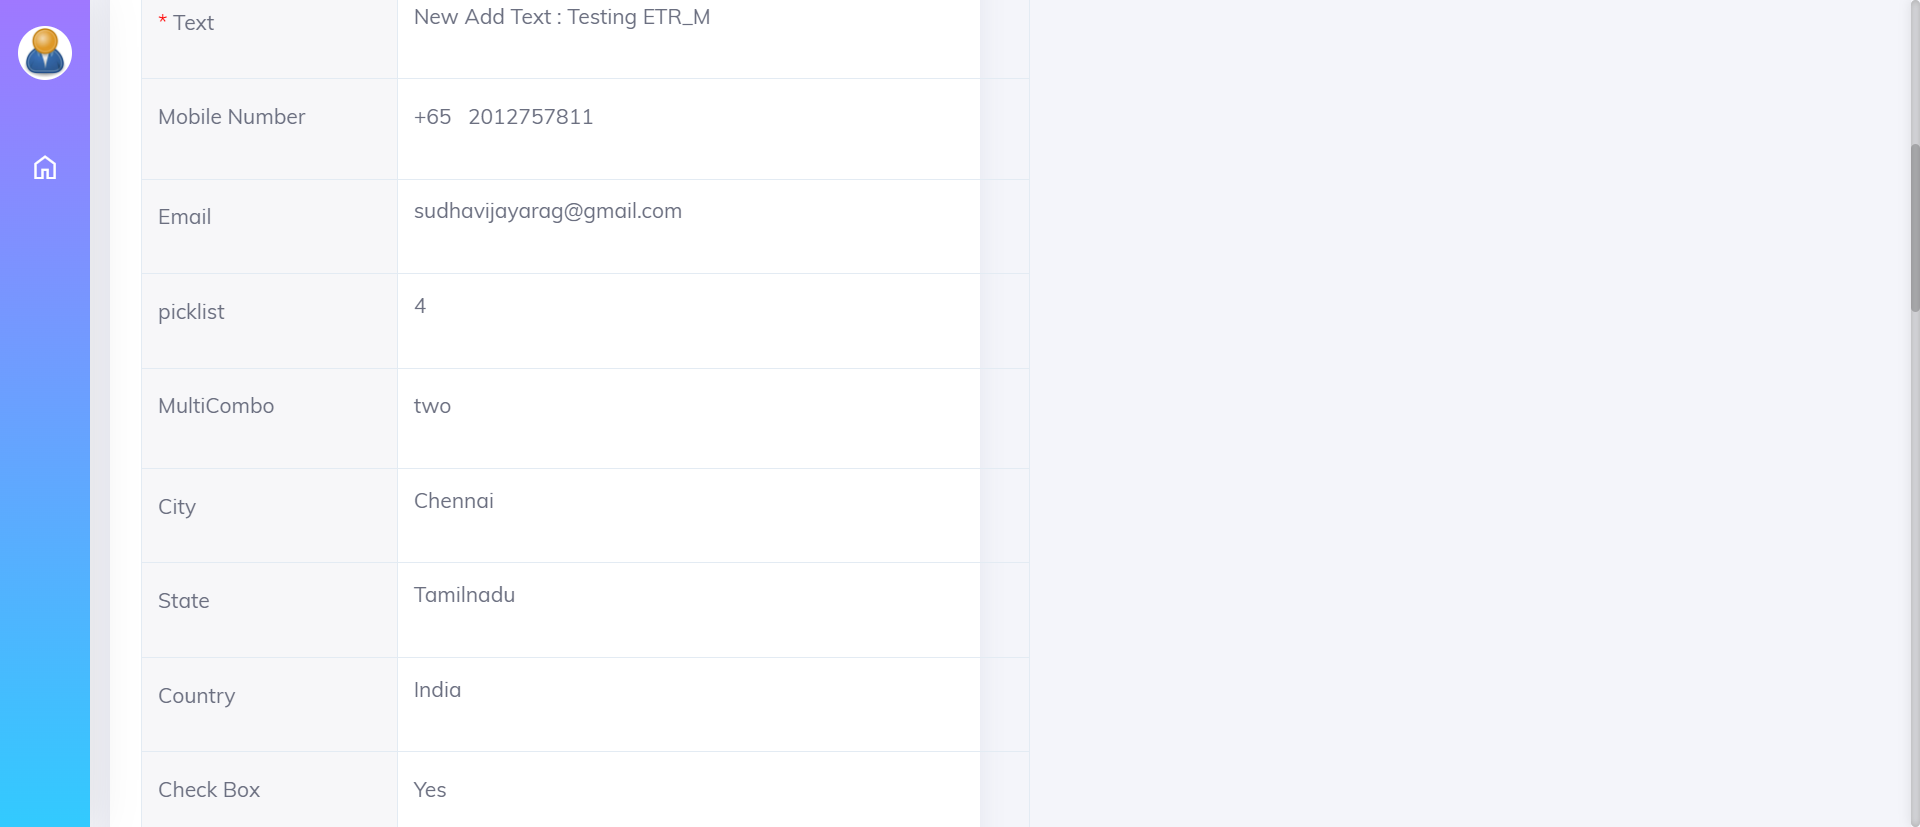 * Text New Add Text : Testing ETR_M
Mobile Number +65 2012757811
Email sudhavijayarag@gmail.com
picklist 4
MultiCombo two
City Chennai
State Tamilnadu
Country India
Check Box Yes